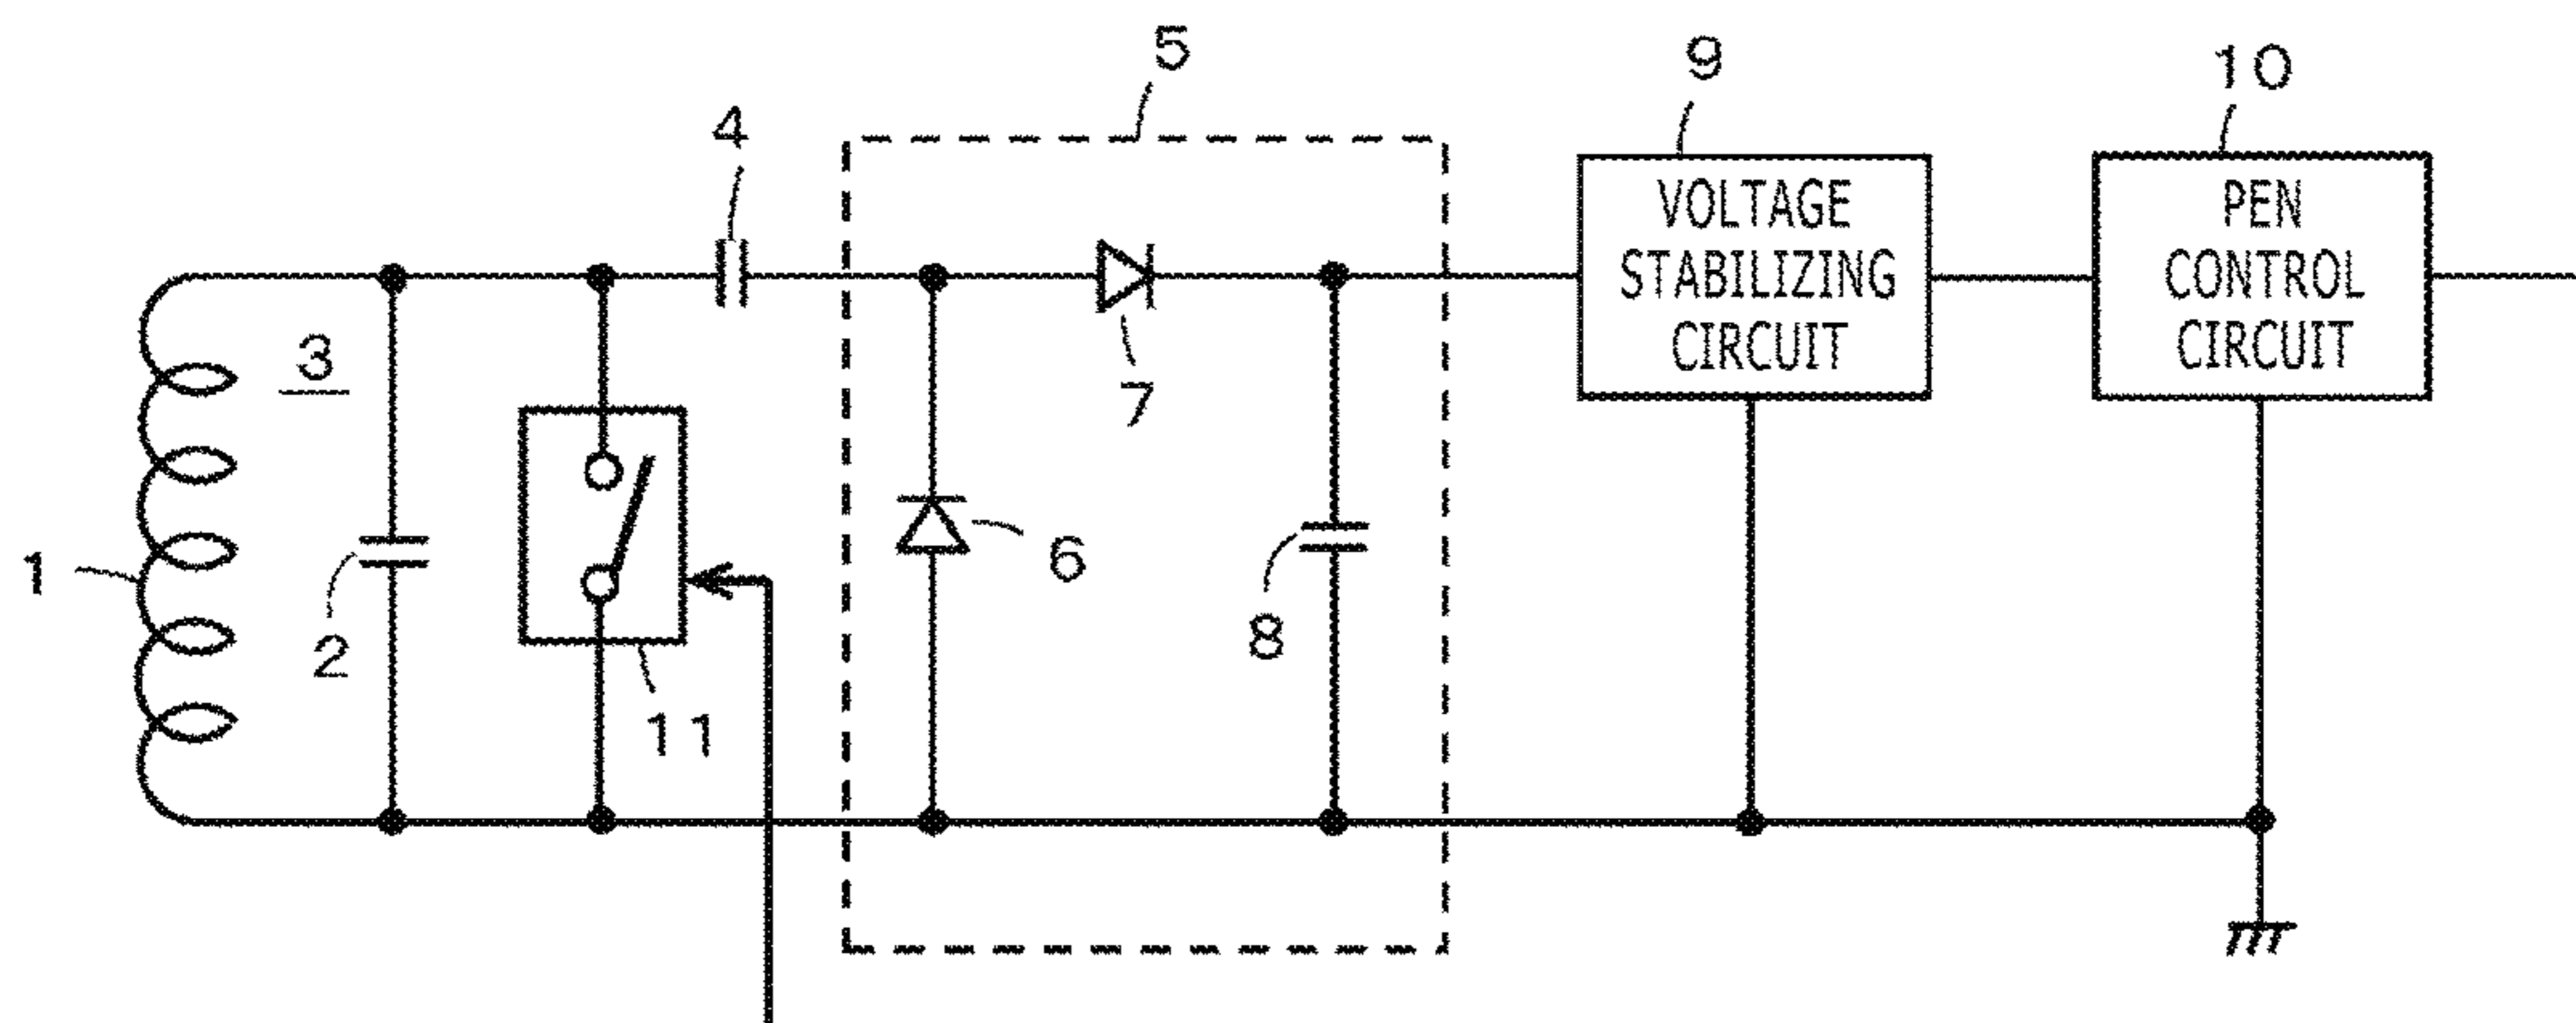 5
9
10
4
VOLTAGE
STABILIZING
CIRCUIT
PEN
CONTROL
CIRCUIT
3
7
1
2
6
8
11